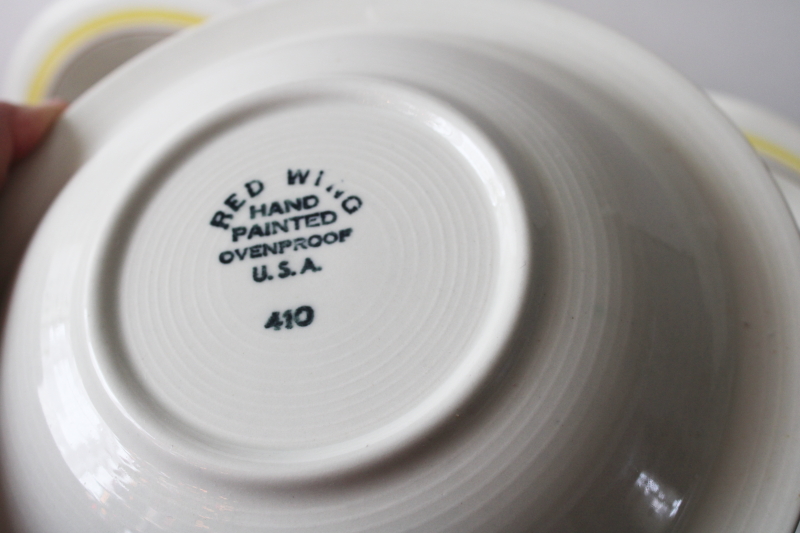 RED WING
HAND
PAINTED
OVENPROOF
U.S.A.
410